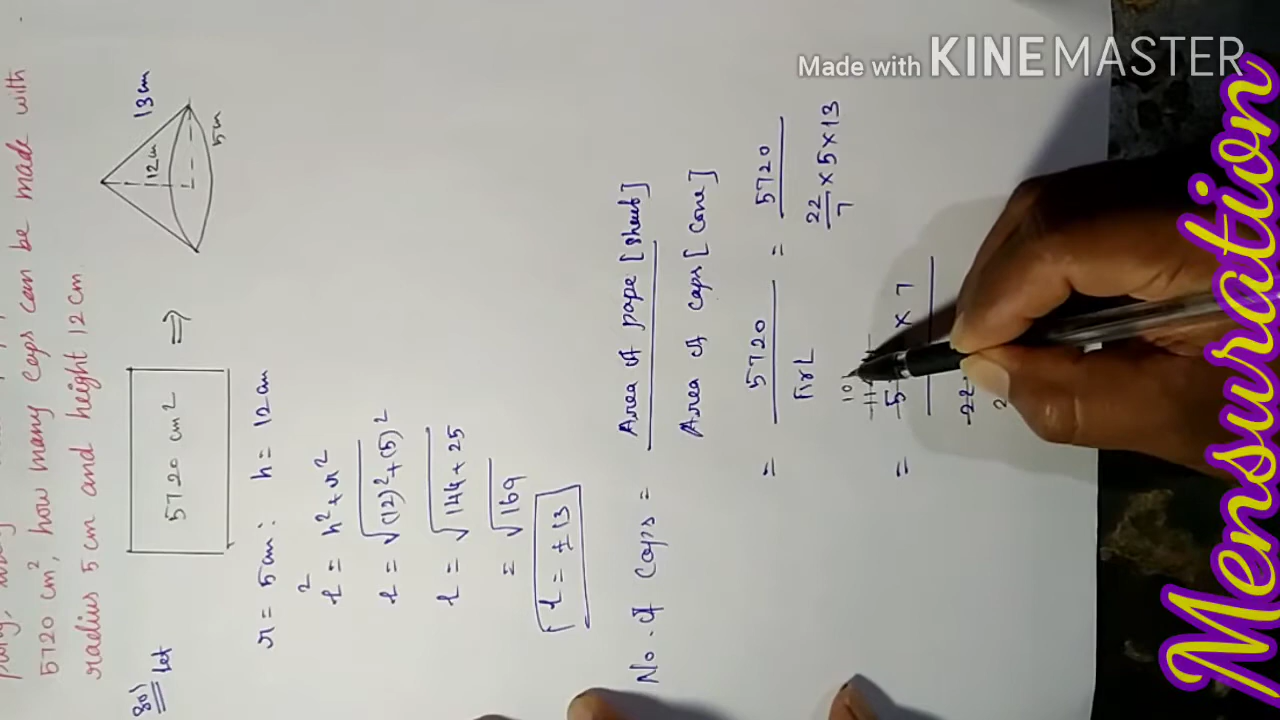 5720 cm², how many caps can be made with
radius 5 cm and height 12 cm.
Sol
Let
5720 cm2
⇒
12cm
13cm
5cm
r = 5cm : h = 12cm
l² = h² + r²
l = √(12)² + (5)²
l = √144 + 25
= √169
l = ± 13
No. of Caps = Area of pape [sheet]
Area of caps [cone]
= 5720 = 5720
πrl 22/7 × 5 × 13
= × 7
22
Made with KINEMASTER
Mensuration